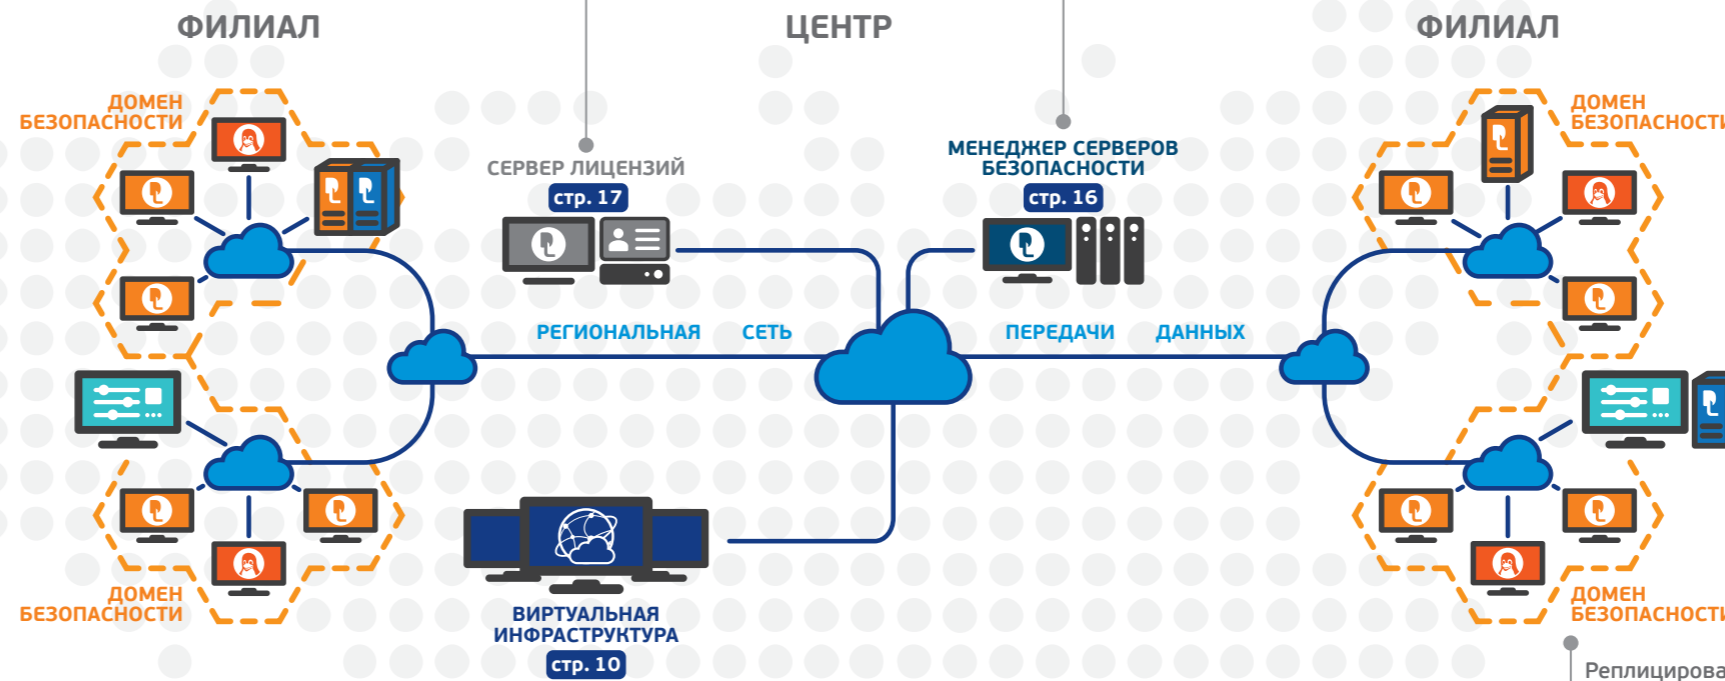 ФИЛИАЛ
ЦЕНТР
ФИЛИАЛ
ДОМЕН
БЕЗОПАСНОСТИ
СЕРВЕР ЛИЦЕНЗИЙ
стр. 17
МЕНЕДЖЕР СЕРВЕРОВ
БЕЗОПАСНОСТИ
стр. 16
ДОМЕН
БЕЗОПАСНОСТИ
РЕГИОНАЛЬНАЯ СЕТЬ ПЕРЕДАЧИ ДАННЫХ
ДОМЕН
БЕЗОПАСНОСТИ
ВИРТУАЛЬНАЯ
ИНФРАСТРУКТУРА
стр. 10
ДОМЕН
БЕЗОПАСНОСТИ
Реплицирова